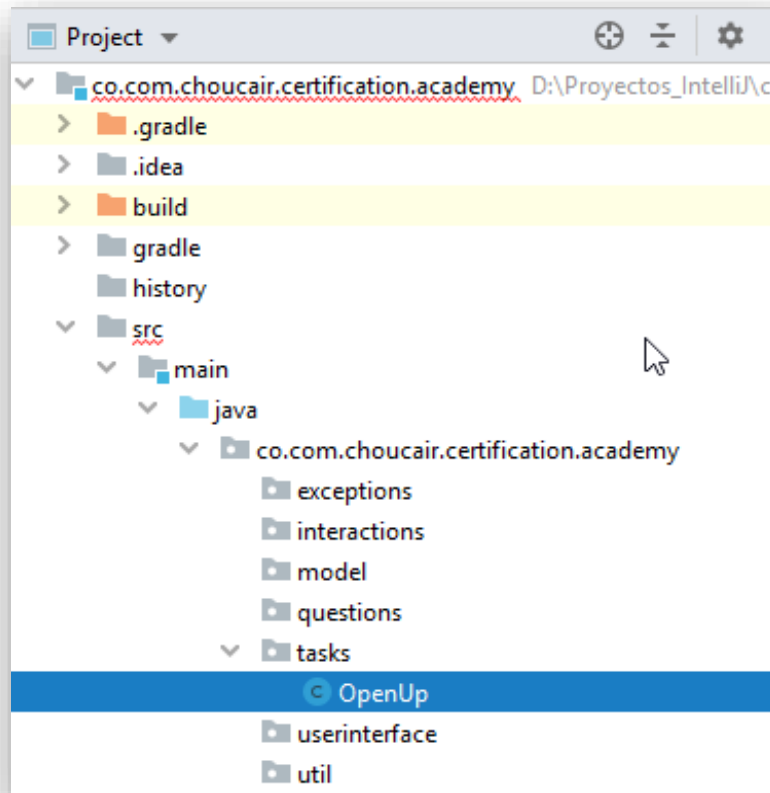 Project
co.com.choucair.certification.academy D:\Proyectos_IntelliJ\c
.gradle
.idea
build
gradle
history
src
main
java
co.com.choucair.certification.academy
exceptions
interactions
model
questions
tasks
C OpenUp
userinterface
util